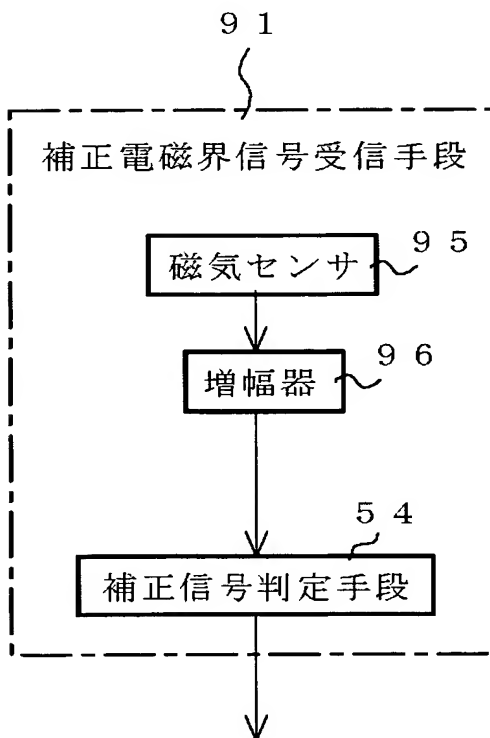 ９１
補正電磁界信号受信手段
磁気センサ
９５
増幅器
９６
５４
補正信号判定手段